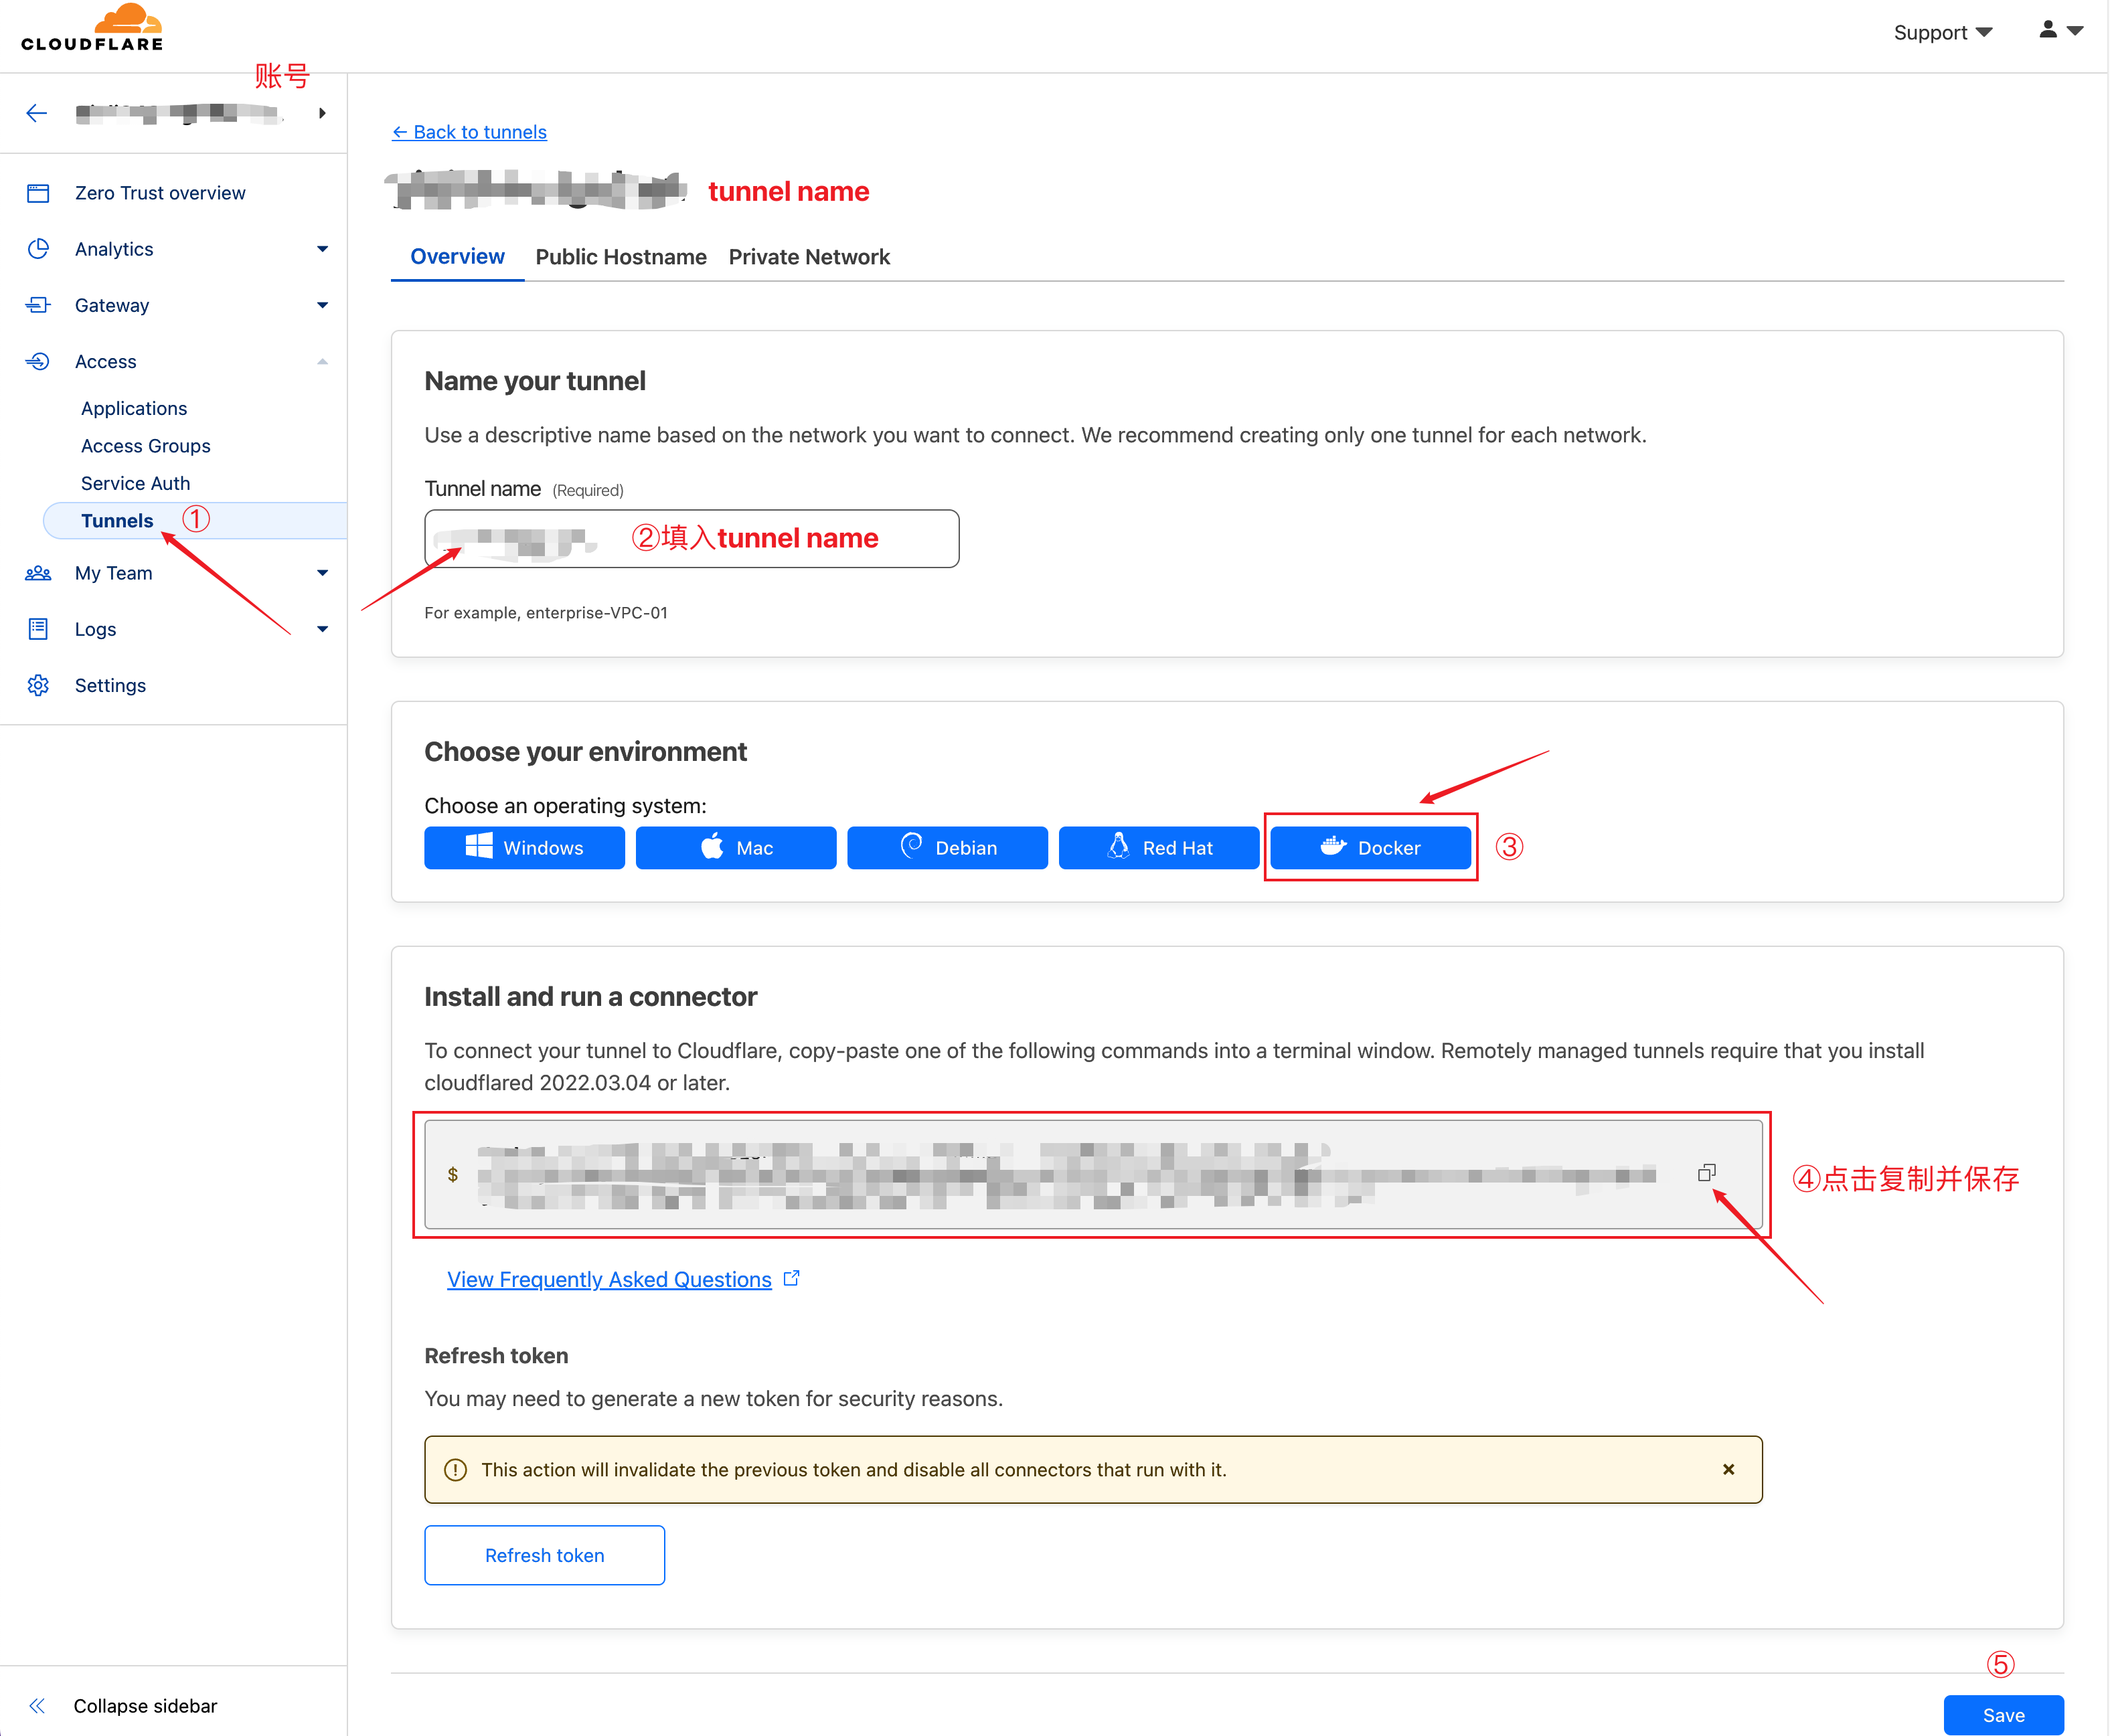 CLOUDFLARE
Support
账号
← Back to tunnels
tunnel name
Zero Trust overview
Analytics
Gateway
Access
Applications
Access Groups
Service Auth
Tunnels ①
My Team
Logs
Settings
Overview Public Hostname Private Network
Name your tunnel
Use a descriptive name based on the network you want to connect. We recommend creating only one tunnel for each network.
Tunnel name (Required)
②填入tunnel name
For example, enterprise-VPC-01
Choose your environment
Choose an operating system:
Windows Mac Debian Red Hat Docker ③
Install and run a connector
To connect your tunnel to Cloudflare, copy-paste one of the following commands into a terminal window. Remotely managed tunnels require that you install
cloudflared 2022.03.04 or later.
$
④点击复制并保存
View Frequently Asked Questions
Refresh token
You may need to generate a new token for security reasons.
This action will invalidate the previous token and disable all connectors that run with it.
Refresh token
⑤
Collapse sidebar
Save